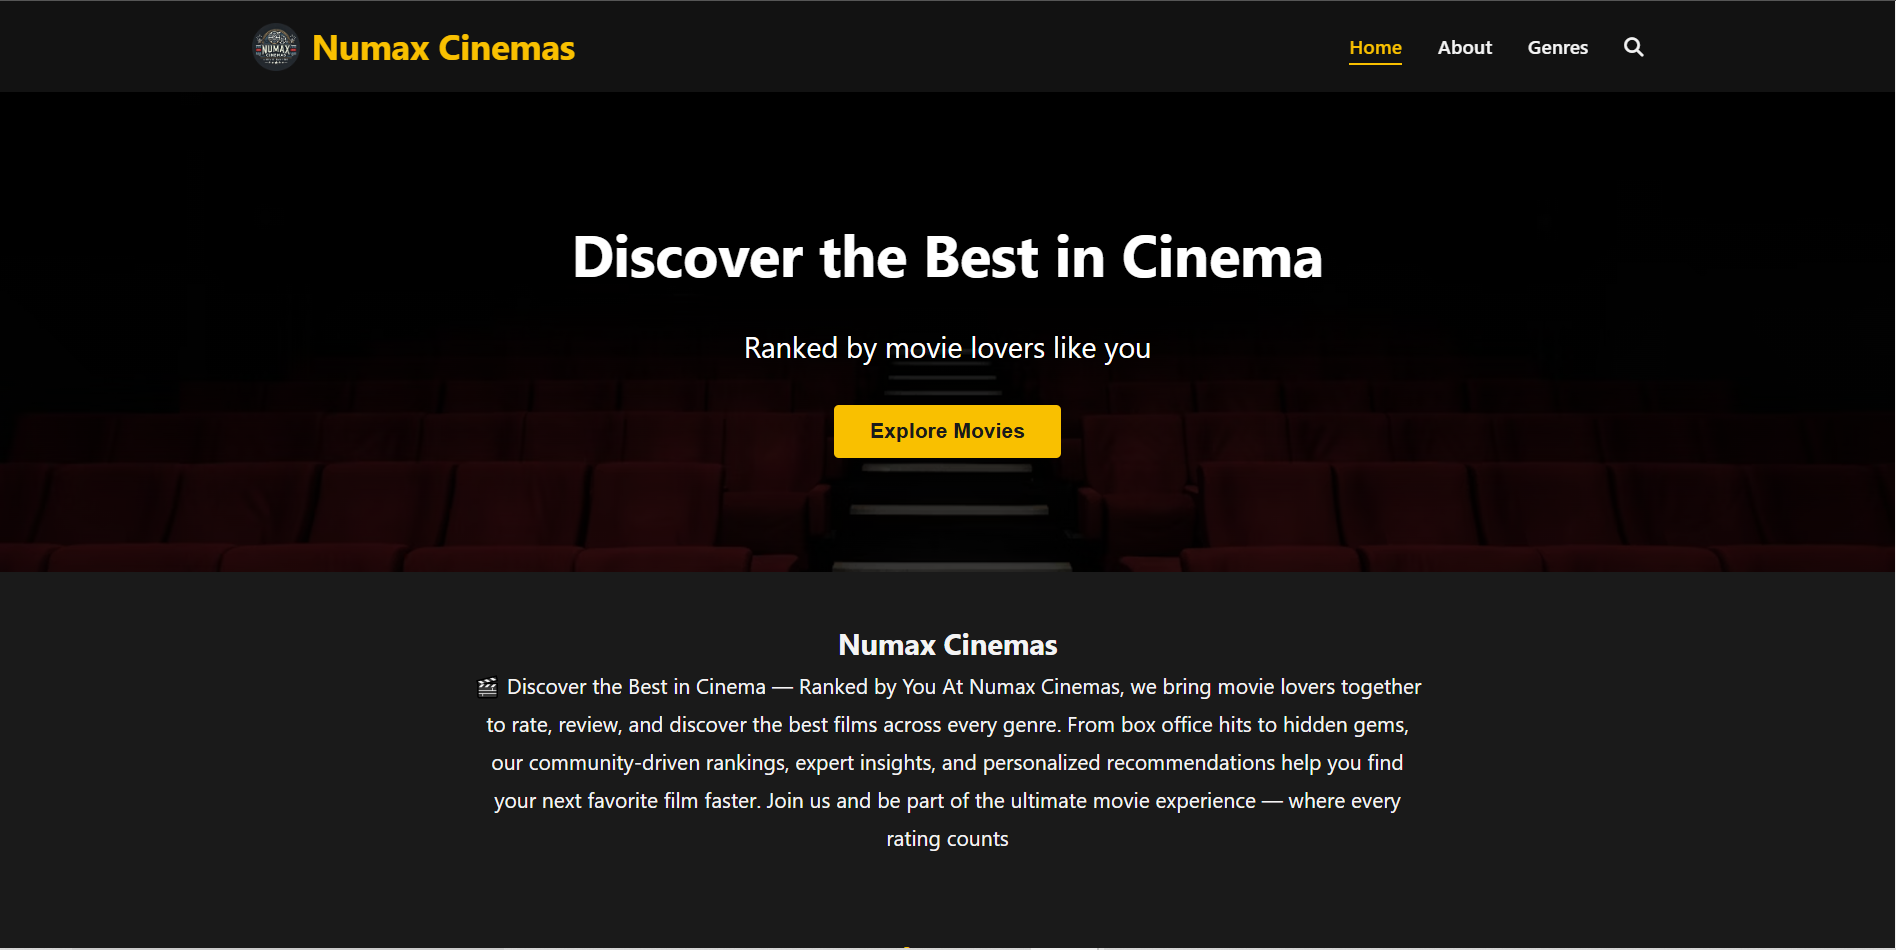 NUMAX
CINEMAS
Numax Cinemas
Home
About
Genres
Discover the Best in Cinema
Ranked by movie lovers like you
Explore Movies
Numax Cinemas
🎬 Discover the Best in Cinema — Ranked by You At Numax Cinemas, we bring movie lovers together
to rate, review, and discover the best films across every genre. From box office hits to hidden gems,
our community-driven rankings, expert insights, and personalized recommendations help you find
your next favorite film faster. Join us and be part of the ultimate movie experience — where every
rating counts